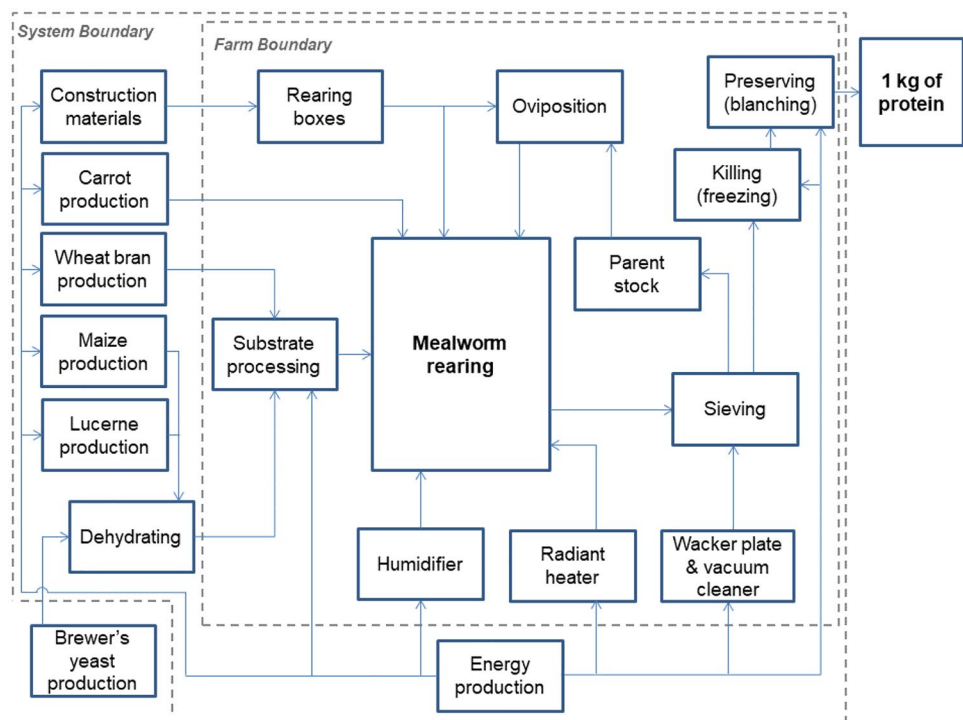 System Boundary
Farm Boundary
Construction
materials
Rearing
boxes
Oviposition
Preserving
(blanching)
1 kg of
protein
Carrot
production
Killing
(freezing)
Wheat bran
production
Parent
stock
Maize
production
Substrate
processing
Mealworm
rearing
Lucerne
production
Sieving
Dehydrating
Humidifier
Radiant
heater
Wacker plate
& vacuum
cleaner
Brewer's
yeast
production
Energy
production